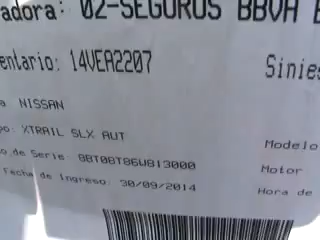 adora: 02-SEGUROS BBVA B
entario: 14VEA2207 Sinies
a NISSAN
po: XTRAIL SLX AUT Modelo
o de Serie: 8BT08T86W813000 Motor
Fecha de Ingreso: 30/09/2014 Hora de